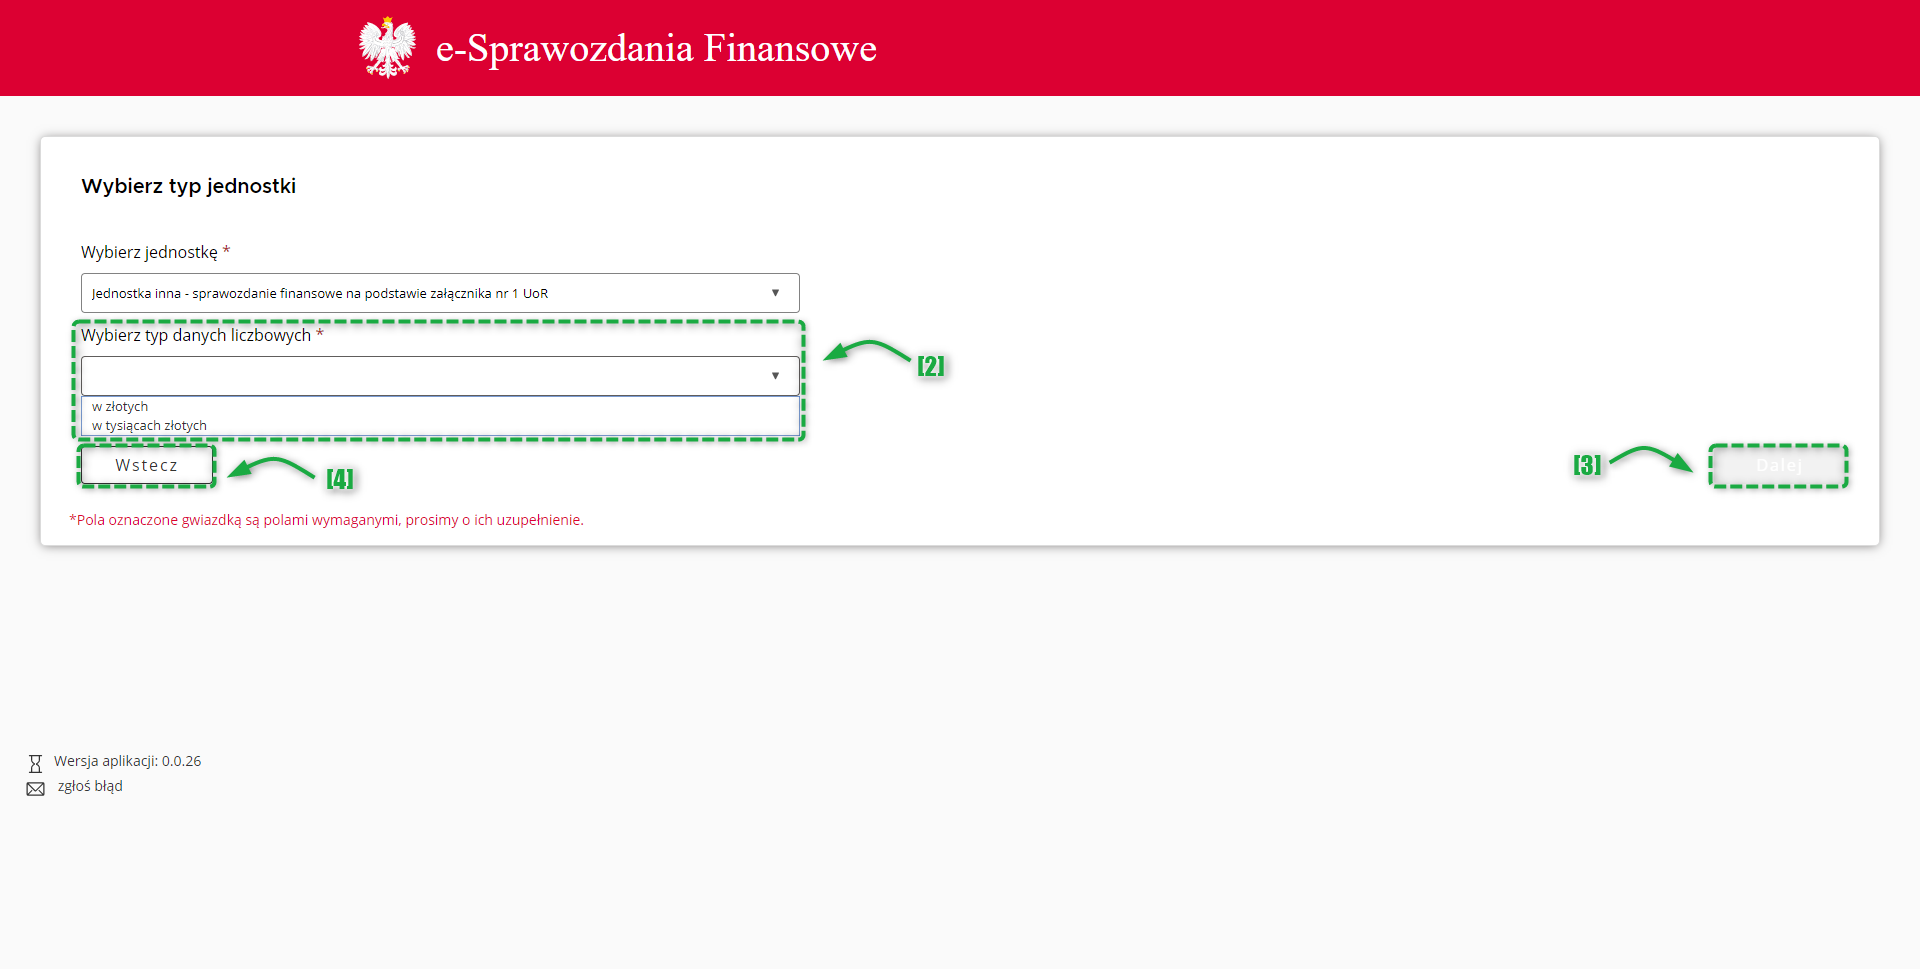 e-Sprawozdania Finansowe
Wybierz typ jednostki
Wybierz jednostkę *
Jednostka inna - sprawozdanie finansowe na podstawie załącznika nr 1 UoR
Wybierz typ danych liczbowych *
[2]
w złotych
w tysiącach złotych
Wstecz
[4]
[3]
Dalej
*Pola oznaczone gwiazdką są polami wymaganymi, prosimy o ich uzupełnienie.
Wersja aplikacji: 0.0.26
zgłoś błąd